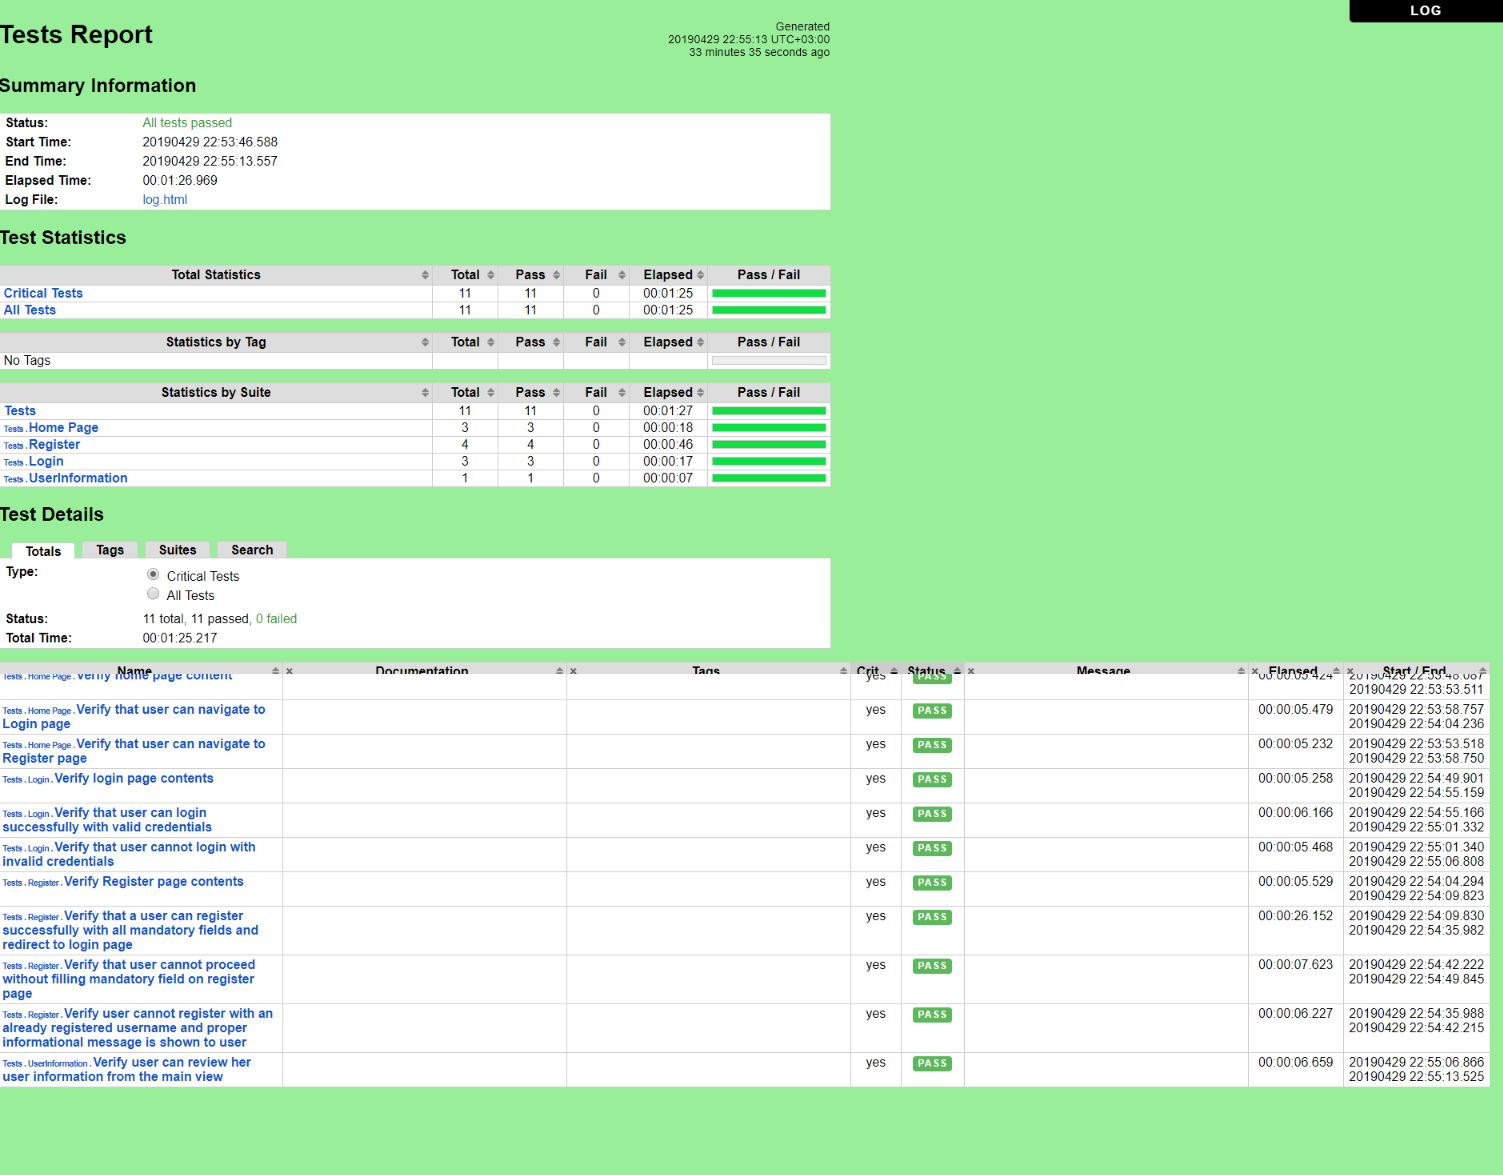 LOG
Tests Report
Generated
20190429 22:55:13 UTC+03:00
33 minutes 35 seconds ago
Summary Information
Status: All tests passed
Start Time: 20190429 22:53:46.588
End Time: 20190429 22:55:13.557
Elapsed Time: 00:01:26.969
Log File: log.html
Test Statistics
Total Statistics Total Pass Fail Elapsed Pass / Fail
Critical Tests 11 11 0 00:01:25
All Tests 11 11 0 00:01:25
Statistics by Tag Total Pass Fail Elapsed Pass / Fail
No Tags
Statistics by Suite Total Pass Fail Elapsed Pass / Fail
Tests 11 11 0 00:01:27
Tests . Home Page 3 3 0 00:00:18
Tests . Register 4 4 0 00:00:46
Tests . Login 3 3 0 00:00:17
Tests . UserInformation 1 1 0 00:00:07
Test Details
Totals Tags Suites Search
Type: Critical Tests
All Tests
Status: 11 total, 11 passed, 0 failed
Total Time: 00:01:25.217
Name × Documentation × Tags Crit. Status × Message × Elapsed × Start / End
Tests . Home Page . Verify home page content yes PASS 00:00:05.424 20190429 22:53:48.087
20190429 22:53:53.511
Tests . Home Page . Verify that user can navigate to yes PASS 00:00:05.479 20190429 22:53:58.757
Login page 20190429 22:54:04.236
Tests . Home Page . Verify that user can navigate to yes PASS 00:00:05.232 20190429 22:53:53.518
Register page 20190429 22:53:58.750
Tests . Login . Verify login page contents yes PASS 00:00:05.258 20190429 22:54:49.901
20190429 22:54:55.159
Tests . Login . Verify that user can login yes PASS 00:00:06.166 20190429 22:54:55.166
successfully with valid credentials 20190429 22:55:01.332
Tests . Login . Verify that user cannot login with yes PASS 00:00:05.468 20190429 22:55:01.340
invalid credentials 20190429 22:55:06.808
Tests . Register . Verify Register page contents yes PASS 00:00:05.529 20190429 22:54:04.294
20190429 22:54:09.823
Tests . Register . Verify that a user can register yes PASS 00:00:26.152 20190429 22:54:09.830
successfully with all mandatory fields and 20190429 22:54:35.982
redirect to login page
Tests . Register . Verify that user cannot proceed yes PASS 00:00:07.623 20190429 22:54:42.222
without filling mandatory field on register 20190429 22:54:49.845
page
Tests . Register . Verify user cannot register with an yes PASS 00:00:06.227 20190429 22:54:35.988
already registered username and proper 20190429 22:54:42.215
informational message is shown to user
Tests . UserInformation . Verify user can review her yes PASS 00:00:06.659 20190429 22:55:06.866
user information from the main view 20190429 22:55:13.525